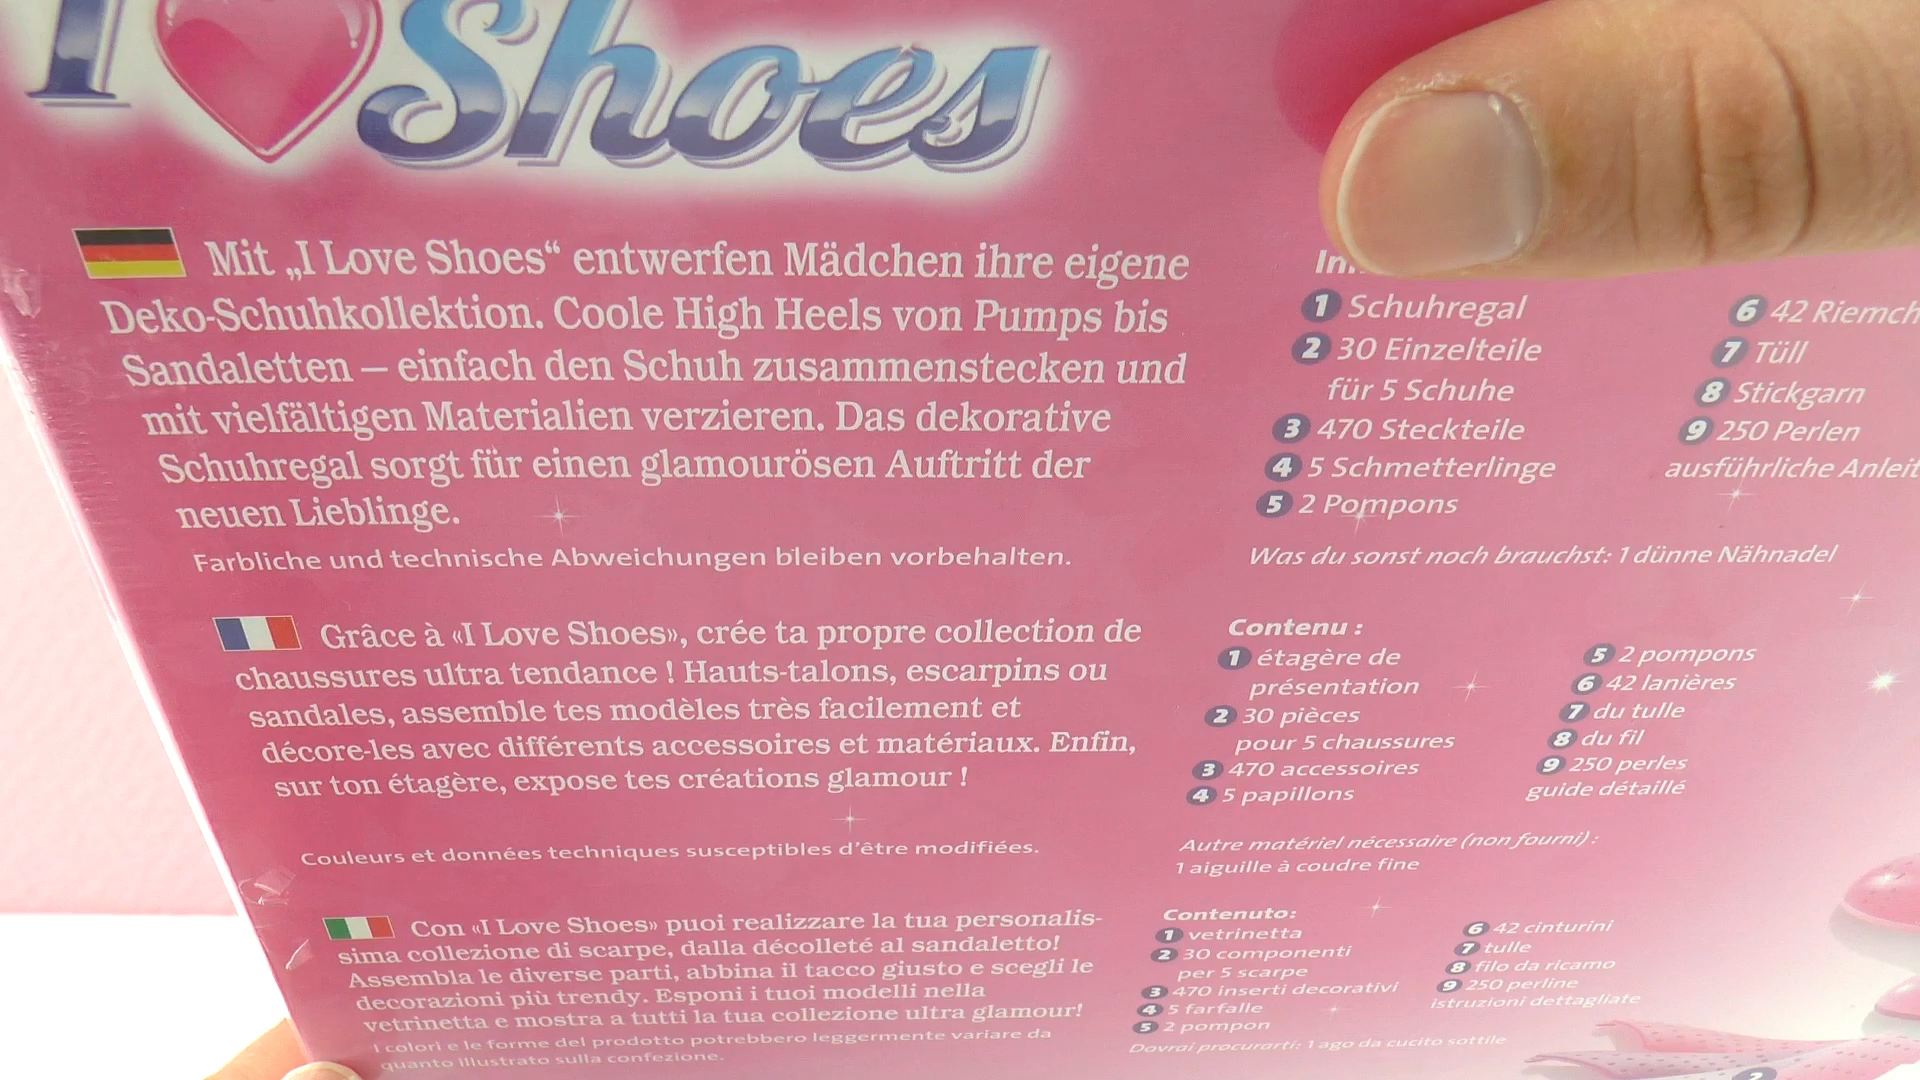 I Shoes
Mit „I Love Shoes“ entwerfen Mädchen ihre eigene
Deko-Schuhkollektion. Coole High Heels von Pumps bis
Sandaletten – einfach den Schuh zusammenstecken und
mit vielfältigen Materialien verzieren. Das dekorative
Schuhregal sorgt für einen glamourösen Auftritt der
neuen Lieblinge.
Farbliche und technische Abweichungen bleiben vorbehalten.
1 Schuhregal
2 30 Einzelteile
für 5 Schuhe
3 470 Steckteile
4 5 Schmetterlinge
5 2 Pompons
6 42
7 Tüll
8 Stickgarn
9 250 Perlen
ausführliche
Was du sonst noch brauchst: 1 dünne Nähnadel
Grâce à «I Love Shoes», crée ta propre collection de
chaussures ultra tendance ! Hauts-talons, escarpins ou
sandales, assemble tes modèles très facilement et
décore-les avec différents accessoires et matériaux. Enfin,
sur ton étagère, expose tes créations glamour !
Couleurs et données techniques susceptibles d'être modifiées.
Contenu :
1 étagère de
présentation
2 30 pièces
pour 5 chaussures
3 470 accessoires
4 5 papillons
5 2 pompons
6 42 lanières
7 du tulle
8 du fil
9 250 perles
guide détaillé
Autre matériel nécessaire (non fourni) :
1 aiguille à coudre fine
Con «I Love Shoes» puoi realizzare la tua personalis-
sima collezione di scarpe, dalla décolleté al sandaletto!
Assembla le diverse parti, abbina il tacco giusto e scegli le
decorazioni più trendy. Esponi i tuoi modelli nella
vetrinetta e mostra a tutti la tua collezione ultra glamour!
I colori e le forme del prodotto potrebbero leggermente variare da
quanto illustrato sulla confezione.
Contenuto:
1 vetrinetta
2 30 componenti
per 5 scarpe
3 470 inserti decorativi
4 5 farfalle
5 2 pompon
6 42 cinturini
7 tulle
8 filo da ricamo
9 250 perline
istruzioni dettagliate
Dovrai procurarti: 1 ago da cucito sottile
2